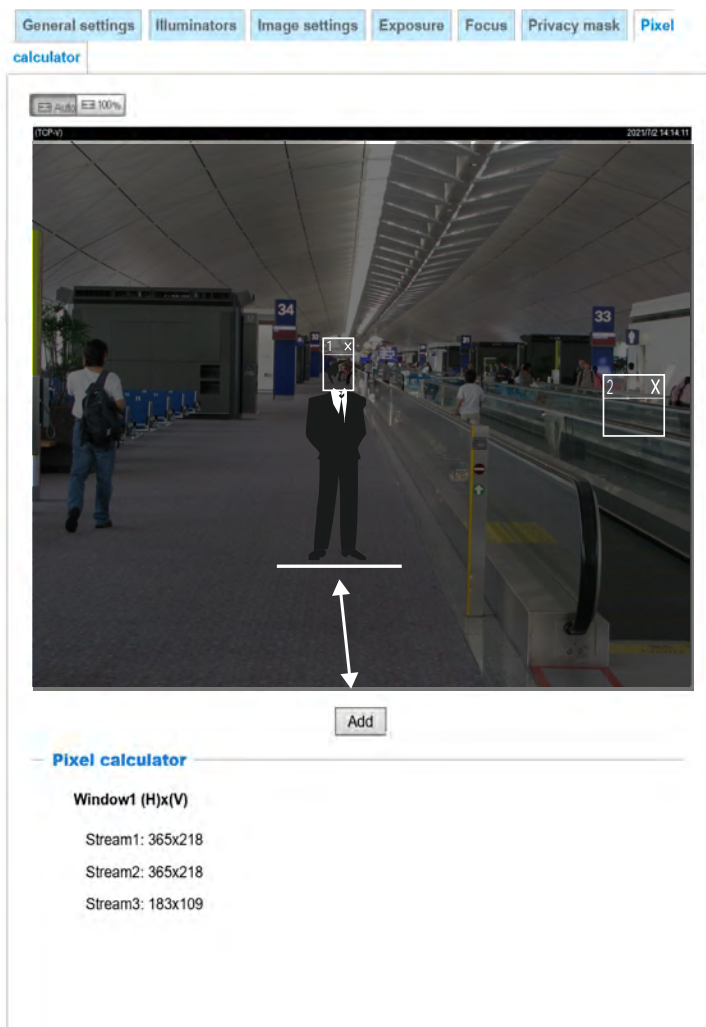 General settings Illuminators Image settings Exposure Focus Privacy mask Pixel
calculator
Auto 100%
(TCP-V) 2021/7/2 14:14:11
34
33
1 X
2 X
Add
Pixel calculator
Window1 (H)x(V)
Stream1: 365x218
Stream2: 365x218
Stream3: 183x109